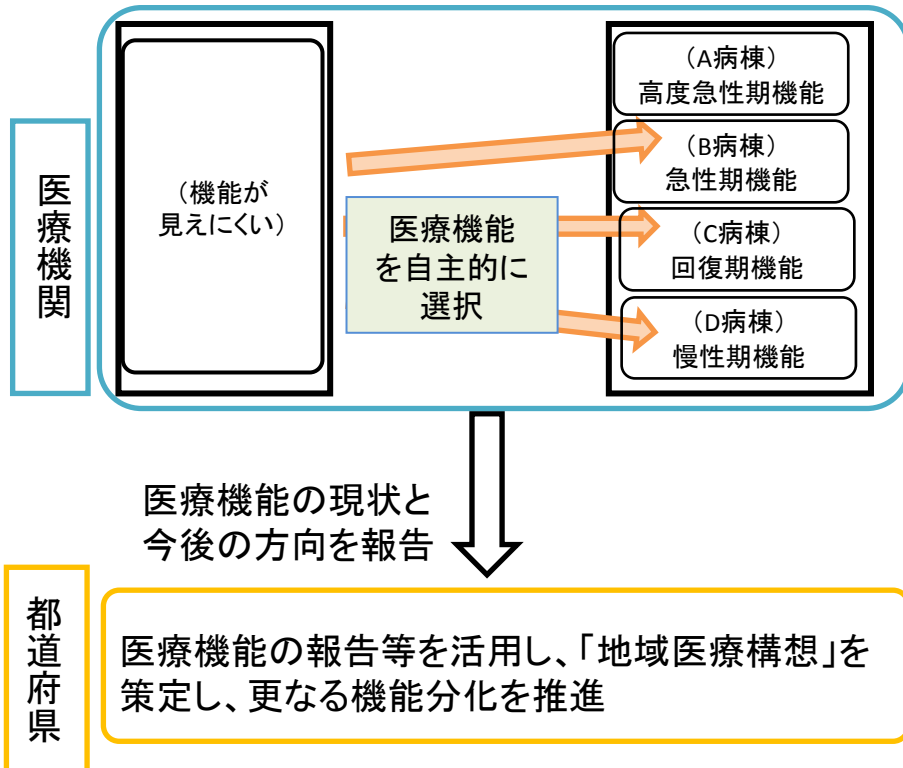 医療機関
（機能が
見えにくい）
医療機能
を自主的に
選択
（A病棟）
高度急性期機能
（B病棟）
急性期機能
（C病棟）
回復期機能
（D病棟）
慢性期機能
医療機能の現状と
今後の方向を報告
都道府県
医療機能の報告等を活用し、「地域医療構想」を
策定し、更なる機能分化を推進